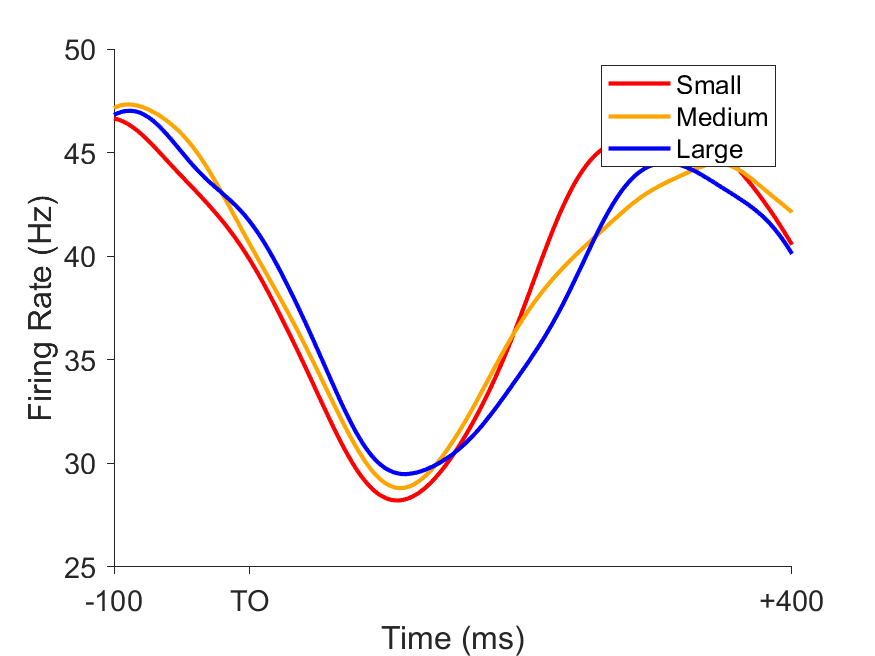 50
45
40
35
30
25
Firing Rate (Hz)
Small
Medium
Large
-100
TO
+400
Time (ms)